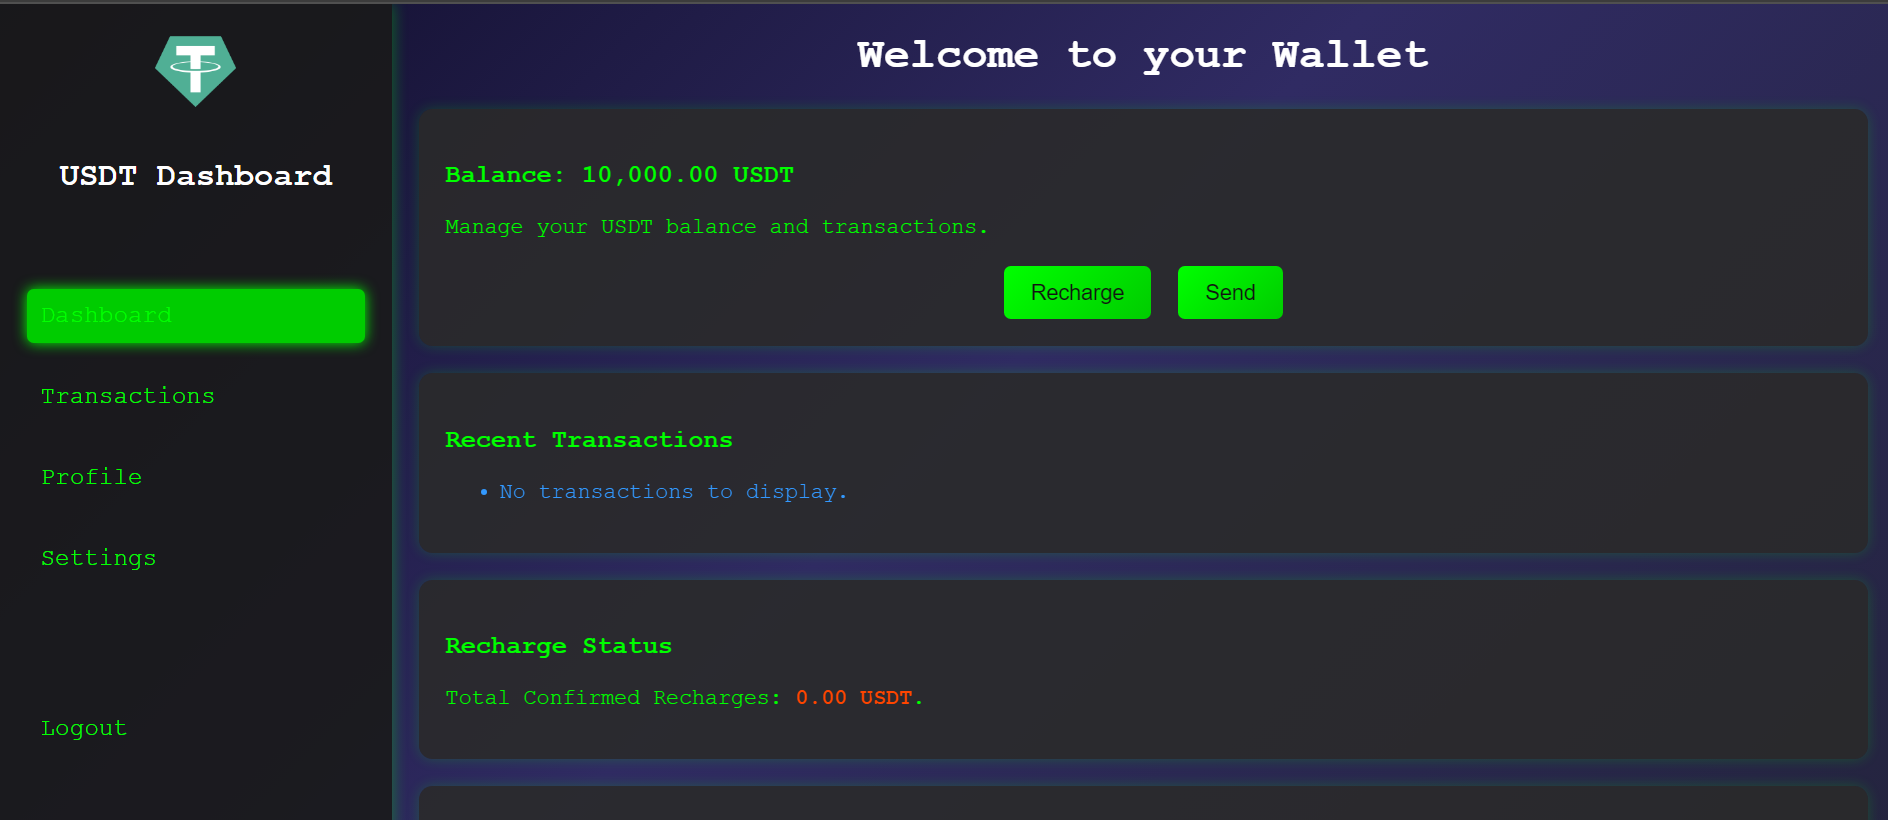 USDT Dashboard
Dashboard
Transactions
Profile
Settings
Logout
Welcome to your Wallet
Balance: 10,000.00 USDT
Manage your USDT balance and transactions.
Recharge Send
Recent Transactions
• No transactions to display.
Recharge Status
Total Confirmed Recharges: 0.00 USDT.